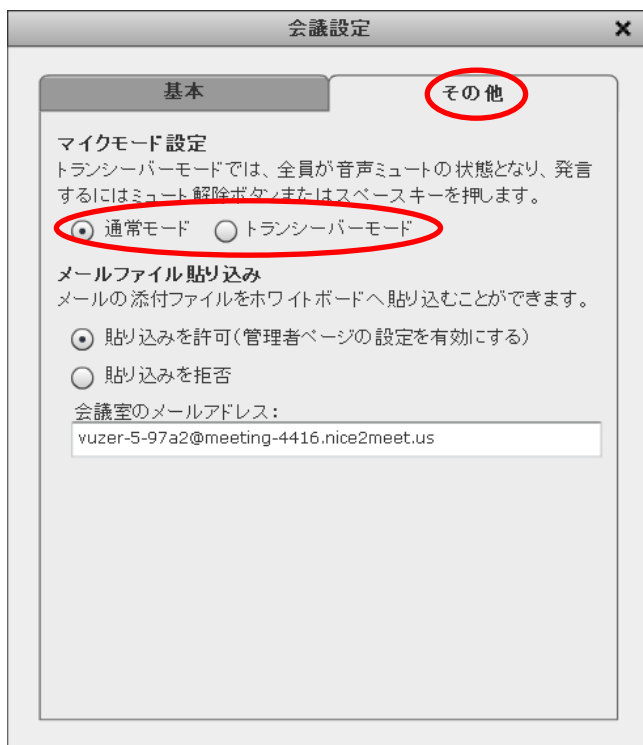 会議設定
基本
その他
マイクモード設定
トランシーバーモードでは、全員が音声ミュートの状態となり、発言
するにはミュート解除ボタンまたはスペースキーを押します。
通常モード トランシーバーモード
メールファイル貼り込み
メールの添付ファイルをホワイトボードへ貼り込むことができます。
貼り込みを許可(管理者ページの設定を有効にする)
貼り込みを拒否
会議室のメールアドレス:
vuzer-5-97a2@meeting-4416.nice2meet.us